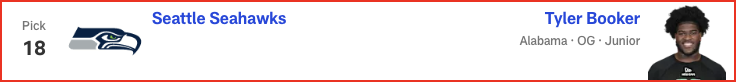 Pick
18
Seattle Seahawks
Tyler Booker
Alabama · OG · Junior